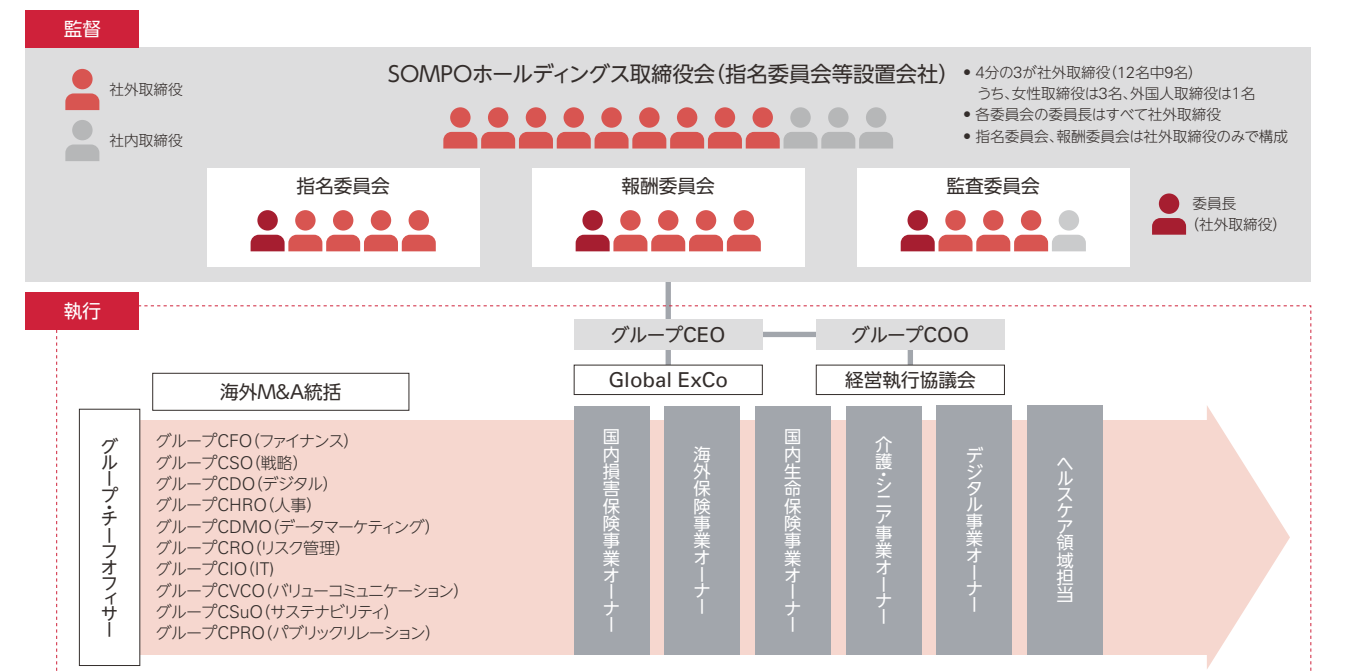 監督
社外取締役
社内取締役
SOMPOホールディングス取締役会(指名委員会等設置会社)
• 4分の3が社外取締役(12名中9名)
うち、女性取締役は3名、外国人取締役は1名
• 各委員会の委員長はすべて社外取締役
• 指名委員会、報酬委員会は社外取締役のみで構成
指名委員会
報酬委員会
監査委員会
委員長
(社外取締役)
執行
グループCEO
グループCOO
Global ExCo
経営執行協議会
海外M&A統括
グループ・チーフオフィサー
グループCFO(ファイナンス)
グループCSO(戦略)
グループCDO(デジタル)
グループCHRO(人事)
グループCDMO(データマーケティング)
グループCRO(リスク管理)
グループCIO(IT)
グループCVCO(バリューコミュニケーション)
グループCSuO(サステナビリティ)
グループCPRO(パブリックリレーション)
国内損害保険事業オーナー
海外保険事業オーナー
国内生命保険事業オーナー
介護・シニア事業オーナー
デジタル事業オーナー
ヘルスケア領域担当